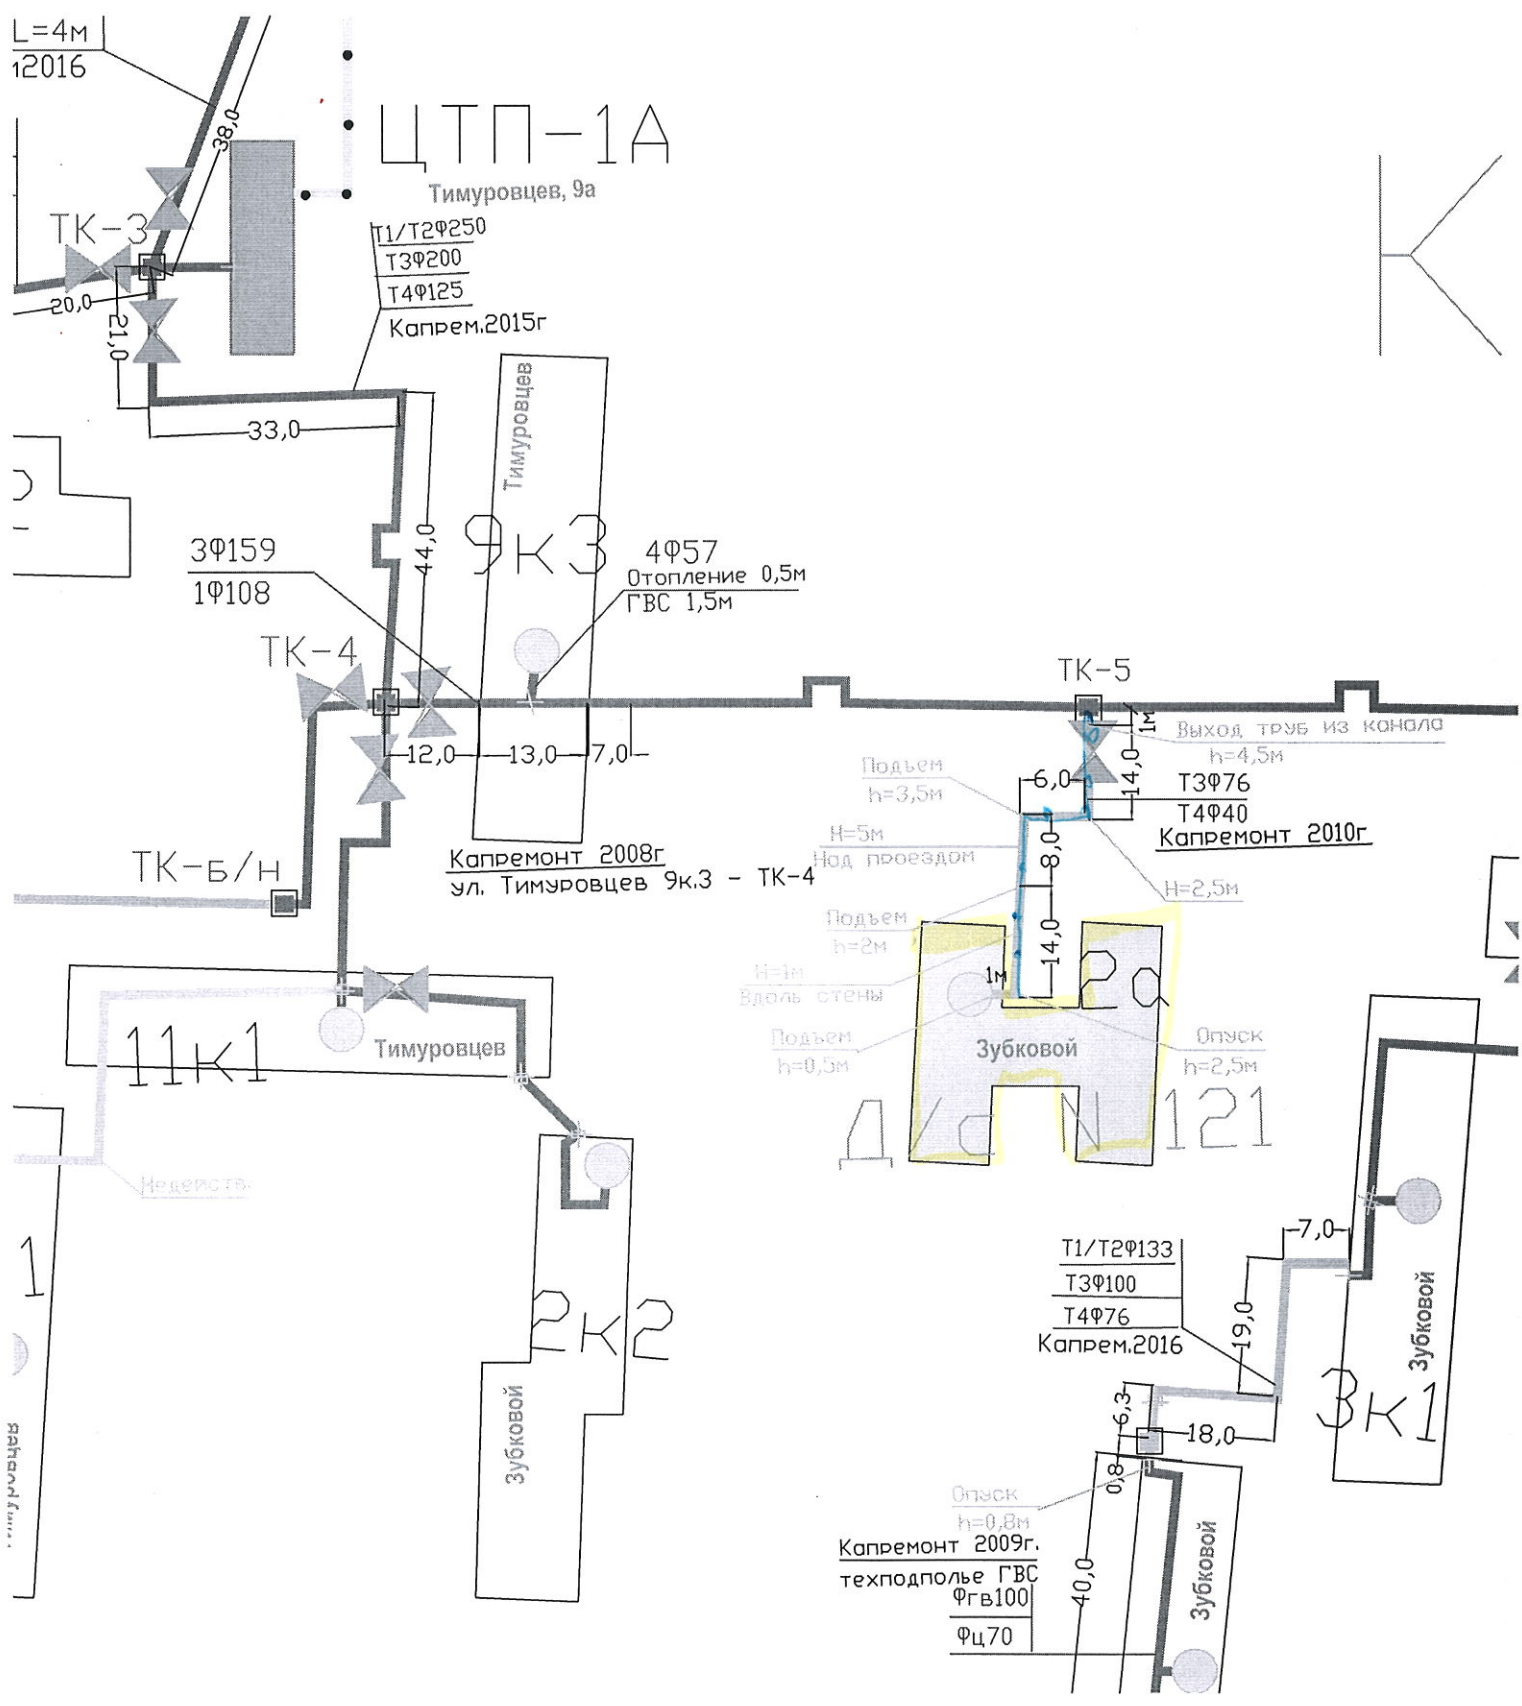 L=4м
12016
38,0
ЦТП-1А
Тимуровцев, 9а
ТК-3
20,0
21,0
Т1/Т2Ф250
Т3Ф200
Т4Ф125
Капрем.2015г
33,0
44,0
Тимуровцев
9к3
3Ф159
1Ф108
4Ф57
Отопление 0,5м
ГВС 1,5м
К
ТК-4
ТК-5
12,0
13,0
7,0
1м
Выход труб из канала
h=4,5м
14,0
Подъем
h=3,5м
6,0
Т3Ф76
Т4Ф40
Капремонт 2010г
Н=5м
Над проездом
8,0
ТК-Б/Н
Капремонт 2008г
ул. Тимуровцев 9к.3 - ТК-4
Н=2,5м
Подъем
h=2м
14,0
Н=1м
Вдоль стены
1м
2а
Подъем
h=0,5м
Зубковой
Опуск
h=2,5м
11к1
Тимуровцев
Д/с N 121
Недейств.
1
2к2
Зубковой
7,0
Т1/Т2Ф133
Т3Ф100
Т4Ф76
Капрем.2016
19,0
Зубковой
3к1
6,3
18,0
0,8
Опуск
h=0,8м
Капремонт 2009г.
техподполье ГВС
Фгв100
Фц70
40,0
Зубковой